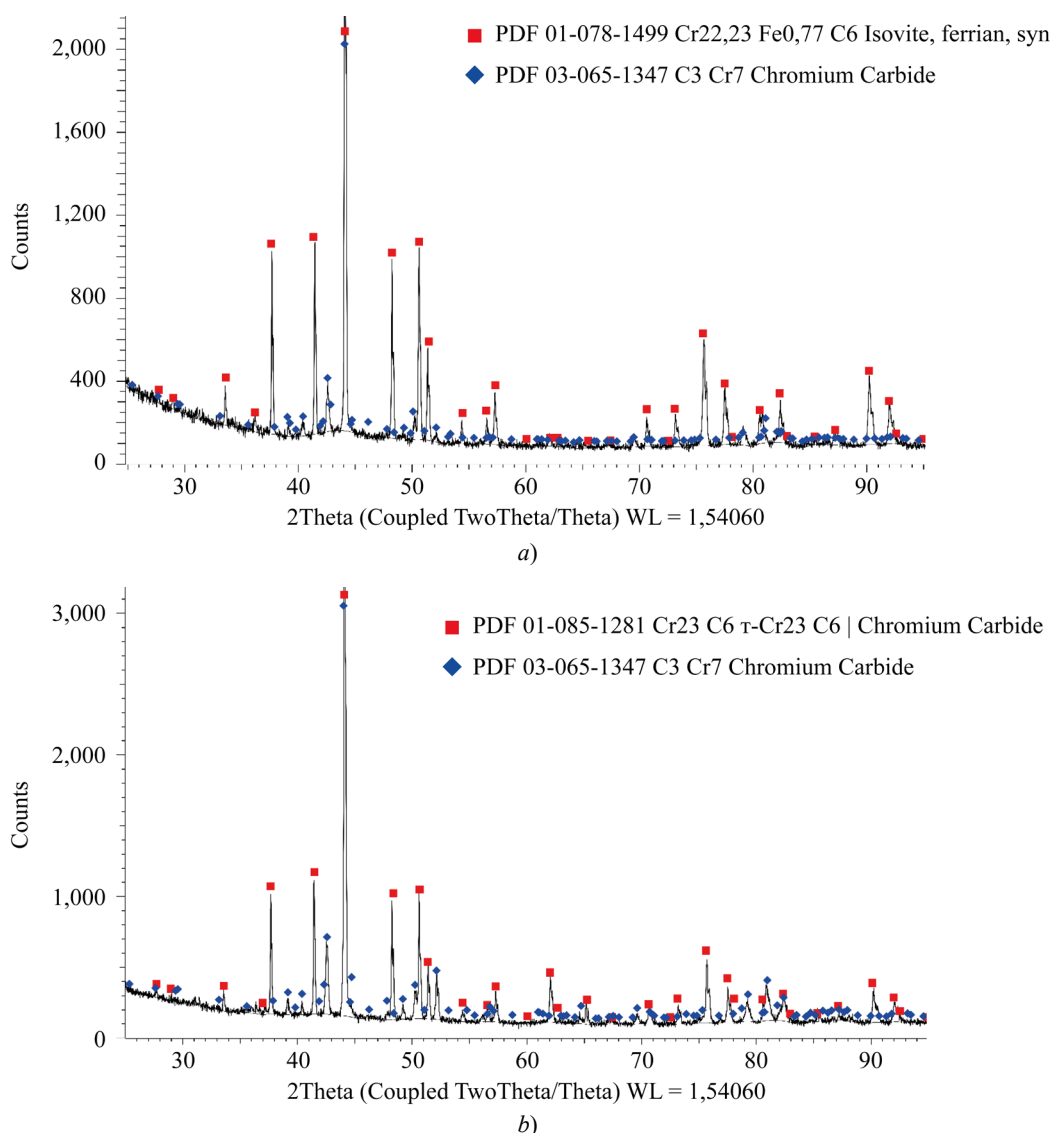 2,000
PDF 01-078-1499 Cr22,23 Fe0,77 C6 Isovite, ferrian, syn
PDF 03-065-1347 C3 Cr7 Chromium Carbide
1,600
1,200
Counts
800
400
0
30 40 50 60 70 80 90
2Theta (Coupled TwoTheta/Theta) WL = 1,54060
a)
3,000
PDF 01-085-1281 Cr23 C6 т-Cr23 C6 | Chromium Carbide
PDF 03-065-1347 C3 Cr7 Chromium Carbide
2,000
Counts
1,000
0
30 40 50 60 70 80 90
2Theta (Coupled TwoTheta/Theta) WL = 1,54060
b)